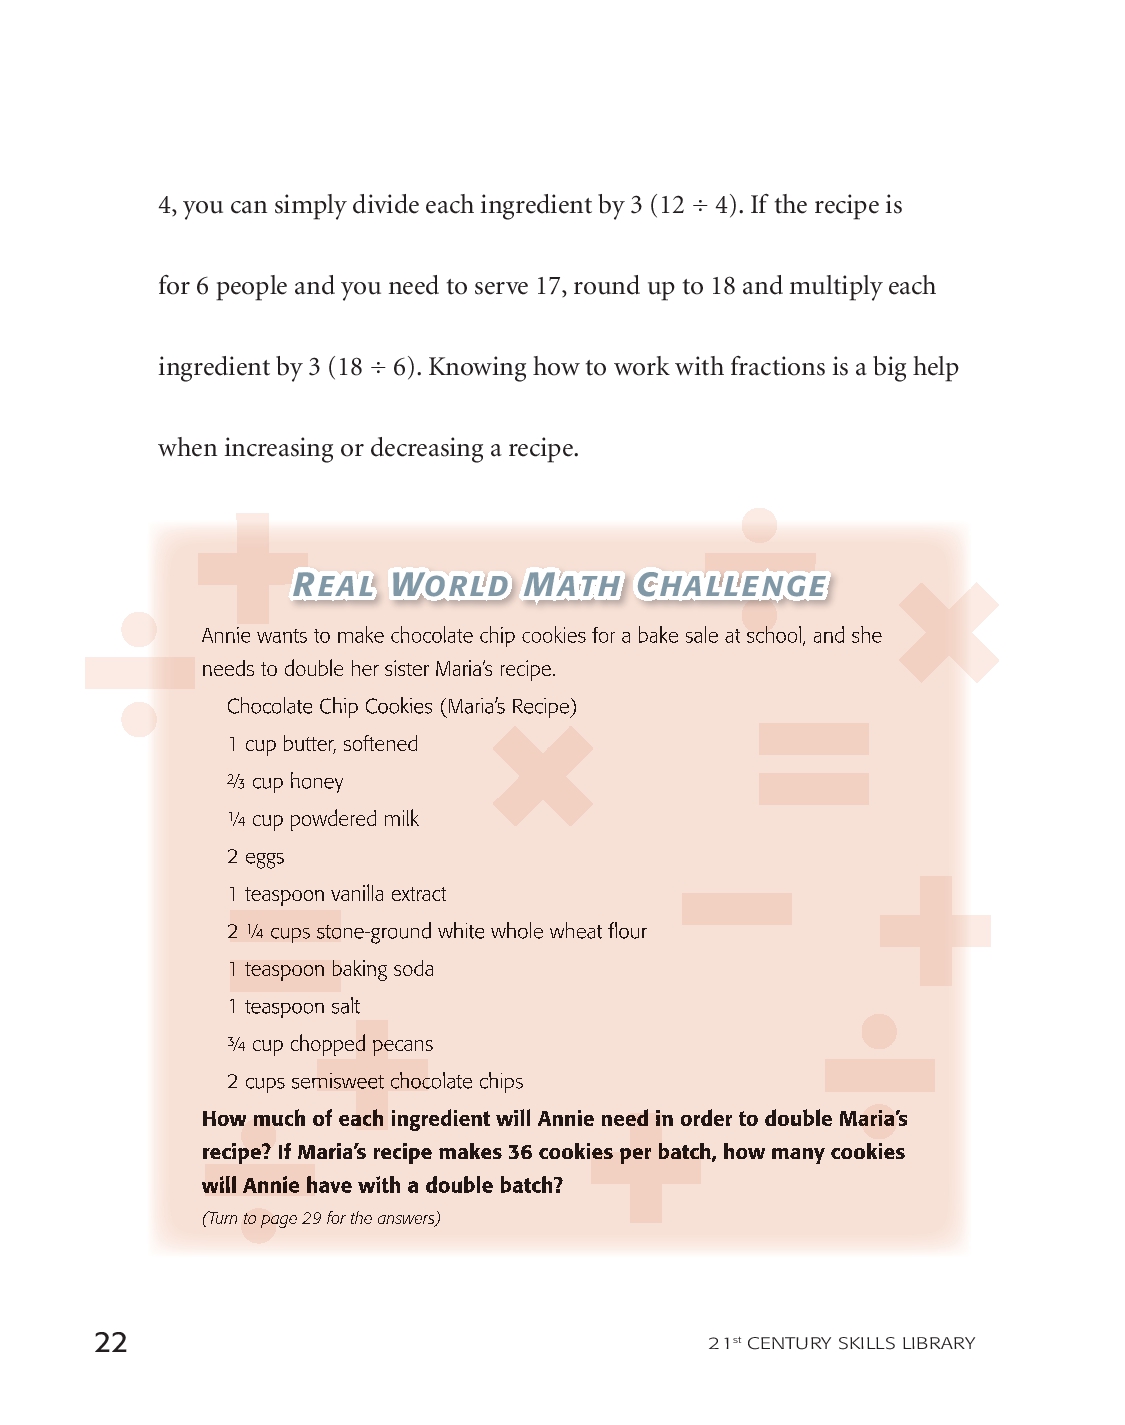 4, you can simply divide each ingredient by 3 (12 ÷ 4). If the recipe is
for 6 people and you need to serve 17, round up to 18 and multiply each
ingredient by 3 (18 ÷ 6). Knowing how to work with fractions is a big help
when increasing or decreasing a recipe.
REAL WORLD MATH CHALLENGE
Annie wants to make chocolate chip cookies for a bake sale at school, and she
needs to double her sister Maria’s recipe.
Chocolate Chip Cookies (Maria’s Recipe)
1 cup butter, softened
⅔ cup honey
¼ cup powdered milk
2 eggs
1 teaspoon vanilla extract
2 ¼ cups stone-ground white whole wheat flour
1 teaspoon baking soda
1 teaspoon salt
¾ cup chopped pecans
2 cups semisweet chocolate chips
How much of each ingredient will Annie need in order to double Maria’s
recipe? If Maria’s recipe makes 36 cookies per batch, how many cookies
will Annie have with a double batch?
(Turn to page 29 for the answers)
22
21st CENTURY SKILLS LIBRARY